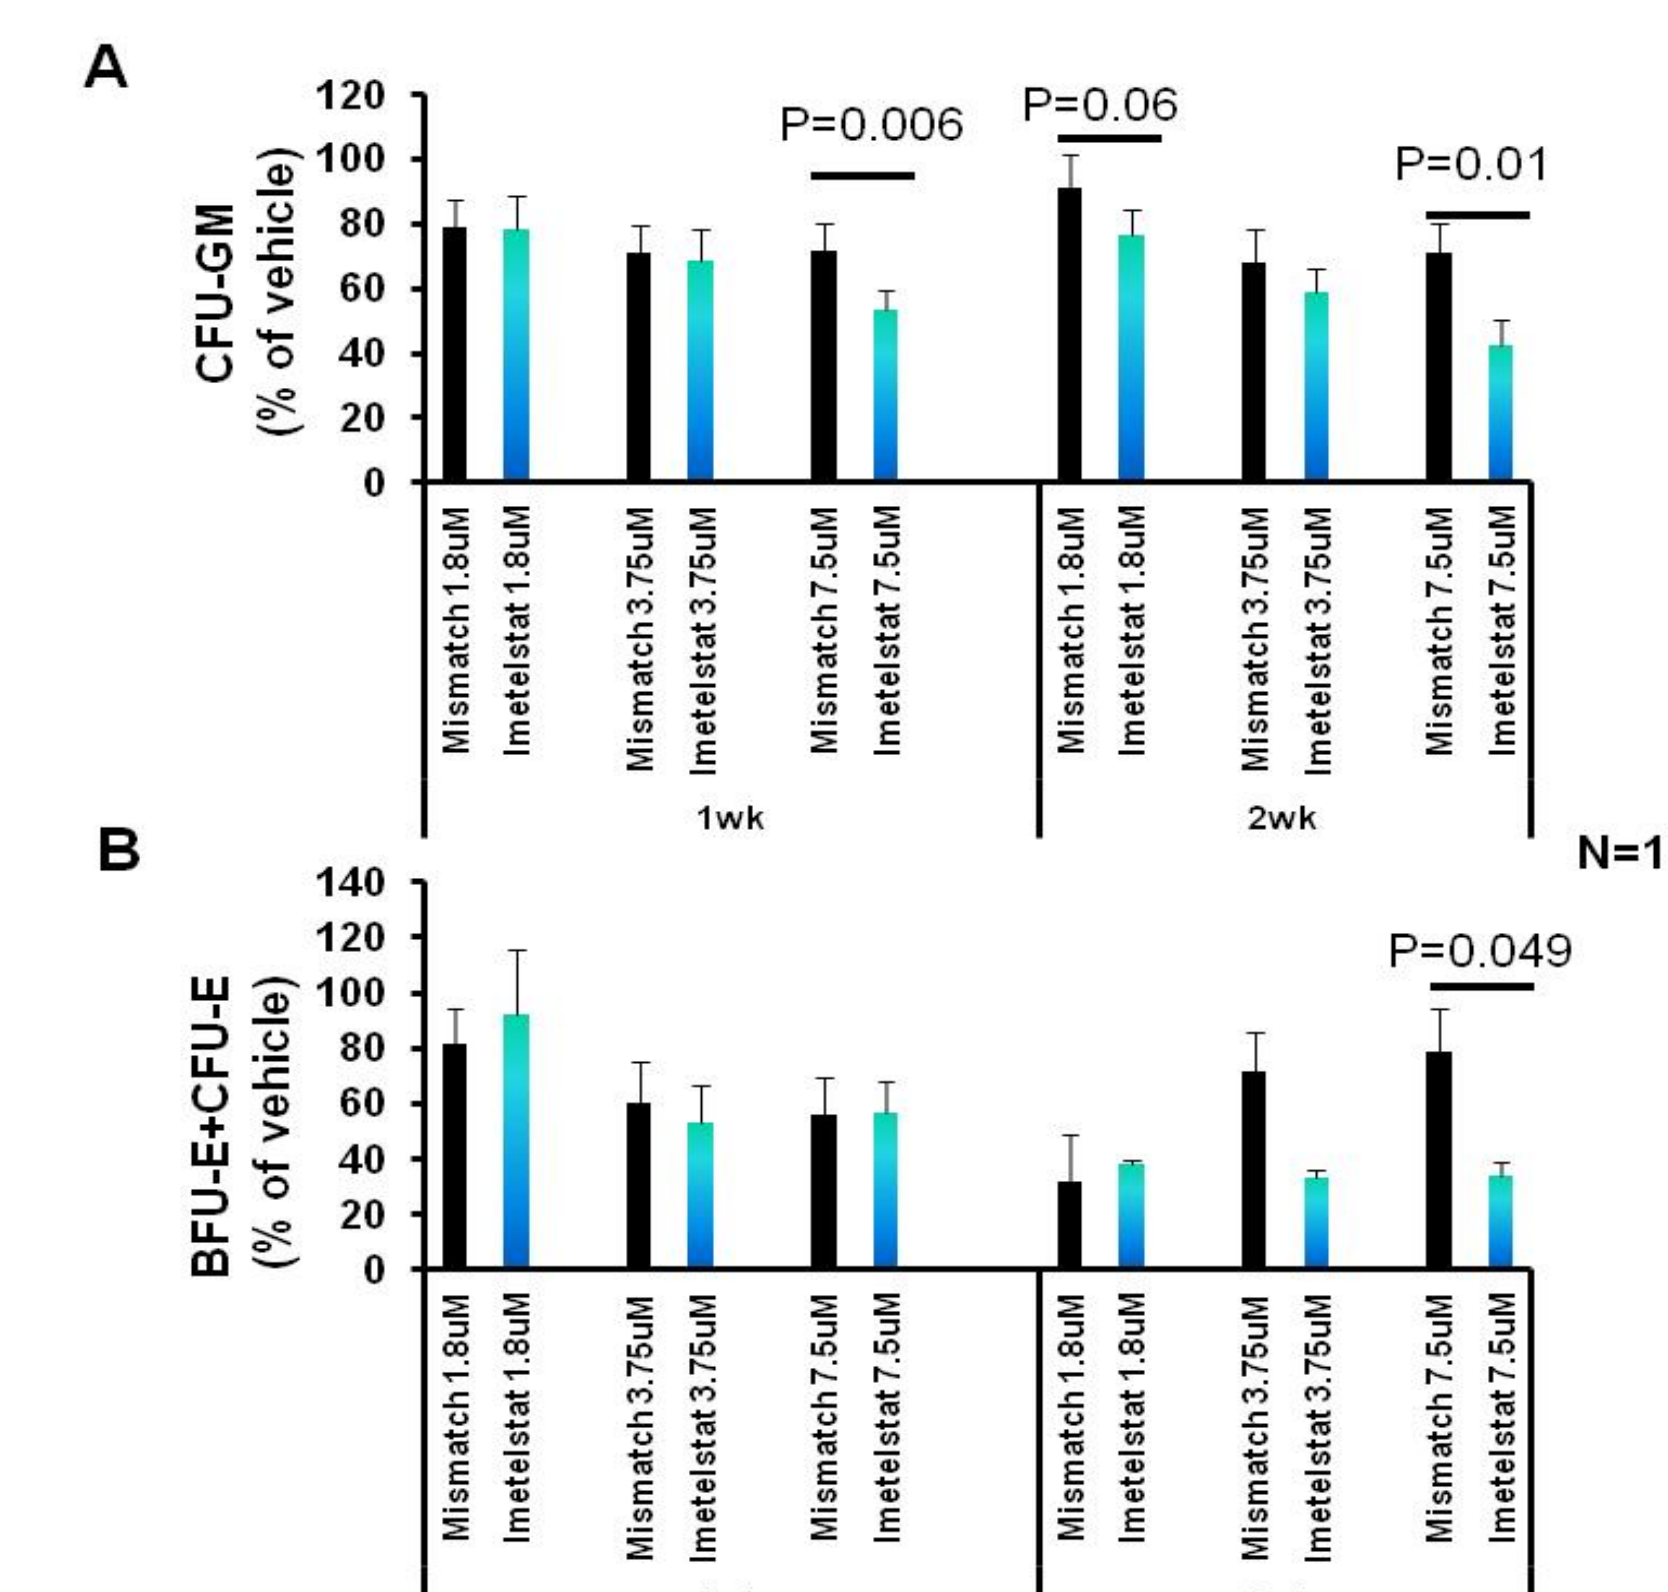 A
CFU-GM
(% of vehicle)
120
100
80
60
40
20
0
P=0.006
P=0.06
P=0.01
Mismatch 1.8uM
Imetelstat 1.8uM
Mismatch 3.75uM
Imetelstat 3.75uM
Mismatch 7.5uM
Imetelstat 7.5uM
Mismatch 1.8uM
Imetelstat 1.8uM
Mismatch 3.75uM
Imetelstat 3.75uM
Mismatch 7.5uM
Imetelstat 7.5uM
1wk
2wk
N=1
B
BFU-E+CFU-E
(% of vehicle)
140
120
100
80
60
40
20
0
P=0.049
Mismatch 1.8uM
Imetelstat 1.8uM
Mismatch 3.75uM
Imetelstat 3.75uM
Mismatch 7.5uM
Imetelstat 7.5uM
Mismatch 1.8uM
Imetelstat 1.8uM
Mismatch 3.75uM
Imetelstat 3.75uM
Mismatch 7.5uM
Imetelstat 7.5uM